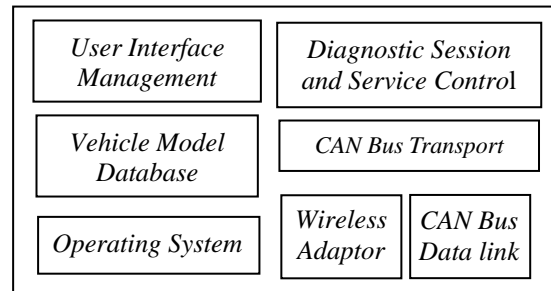 User Interface
Management
Diagnostic Session
and Service Control
Vehicle Model
Database
CAN Bus Transport
Operating System
Wireless
Adaptor
CAN Bus
Data link